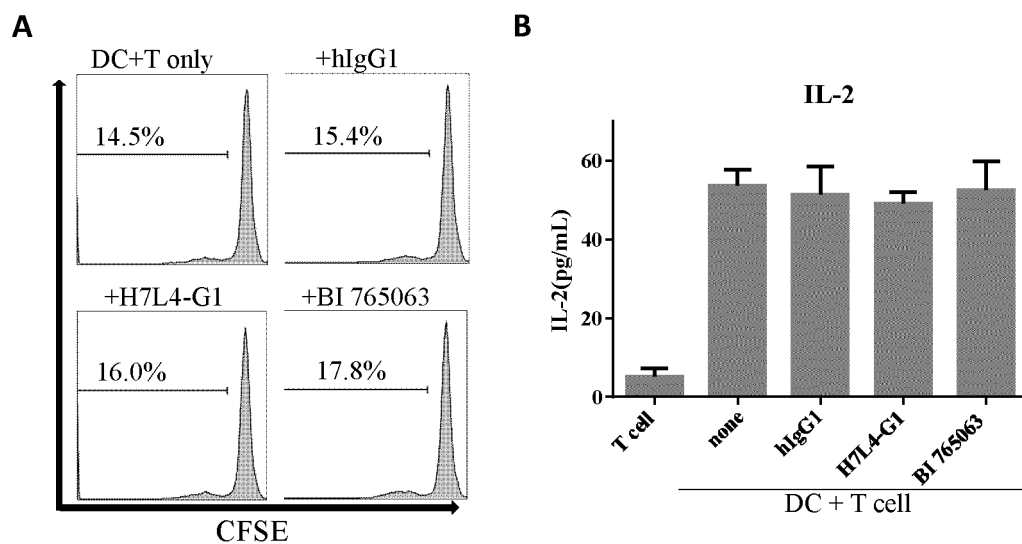 A
DC+T only
+hIgG1
14.5%
15.4%
+H7L4-G1
+BI 765063
16.0%
17.8%
CFSE
B
IL-2
IL-2(pg/mL)
60
40
20
0
T cell
none
hIgG1
H7L4-G1
BI 765063
DC + T cell